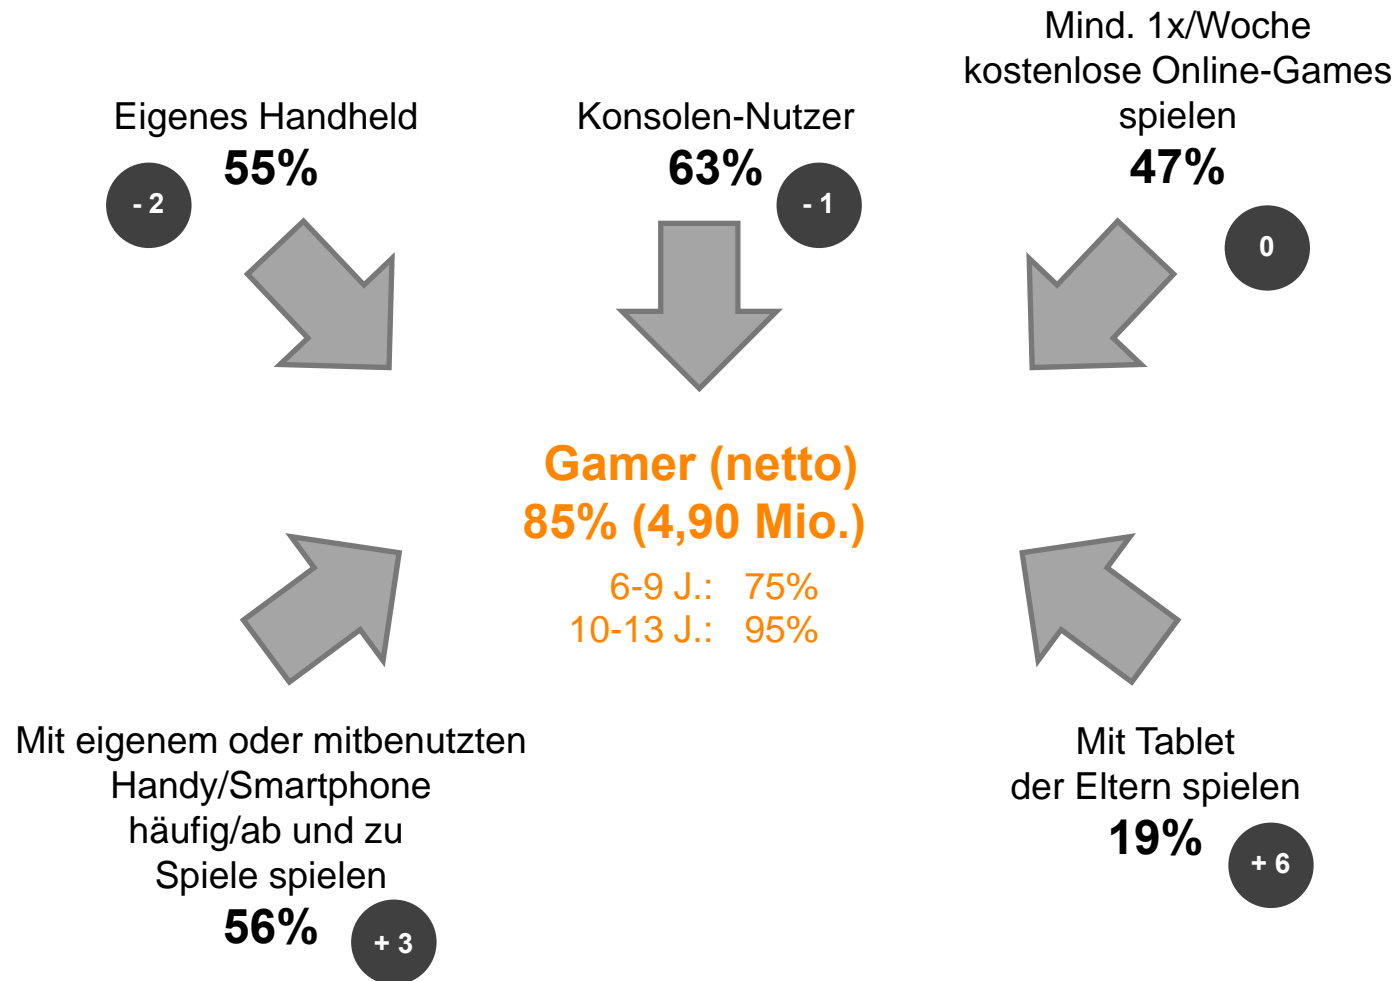 Eigenes Handheld
55%
- 2
Konsolen-Nutzer
63%
- 1
Mind. 1x/Woche
kostenlose Online-Games
spielen
47%
0
Gamer (netto)
85% (4,90 Mio.)
6-9 J.: 75%
10-13 J.: 95%
Mit eigenem oder mitbenutzten
Handy/Smartphone
häufig/ab und zu
Spiele spielen
56%
+ 3
Mit Tablet
der Eltern spielen
19%
+ 6